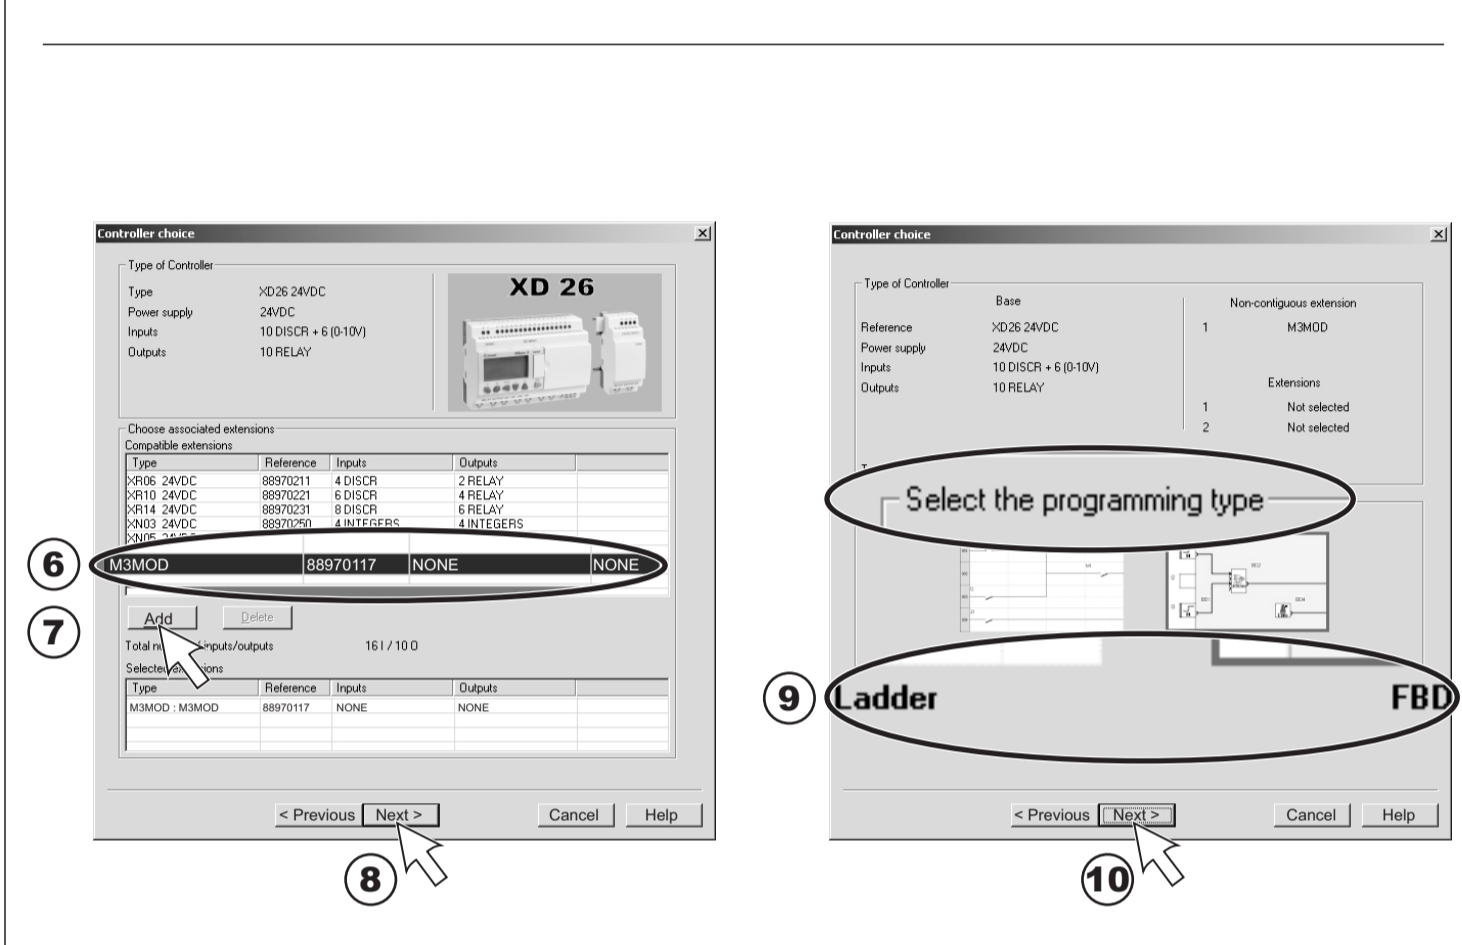 Controller choice
Type of Controller
XD 26
Type XD26 24VDC
Power supply 24VDC
Inputs 10 DISCR + 6 (0-10V)
Outputs 10 RELAY
Choose associated extensions
Compatible extensions
Type Reference Inputs Outputs
XR06 24VDC 88970211 4 DISCR 2 RELAY
XR10 24VDC 88970221 6 DISCR 4 RELAY
XR14 24VDC 88970231 8 DISCR 6 RELAY
XN03 24VDC 88970250 4 INTEGERS 4 INTEGERS
XN05 24VDC
6 M3MOD 88970117 NONE NONE
7 Add Delete
Total inputs/outputs 16 I / 10 O
Selected
Type Reference Inputs Outputs
M3MOD : M3MOD 88970117 NONE NONE
< Previous Next > Cancel Help
8
Controller choice
Type of Controller
Base Non-contiguous extension
Reference XD26 24VDC 1 M3MOD
Power supply 24VDC
Inputs 10 DISCR + 6 (0-10V)
Outputs 10 RELAY
Extensions
1 Not selected
2 Not selected
Select the programming type
9 Ladder FBD
< Previous Next > Cancel Help
10